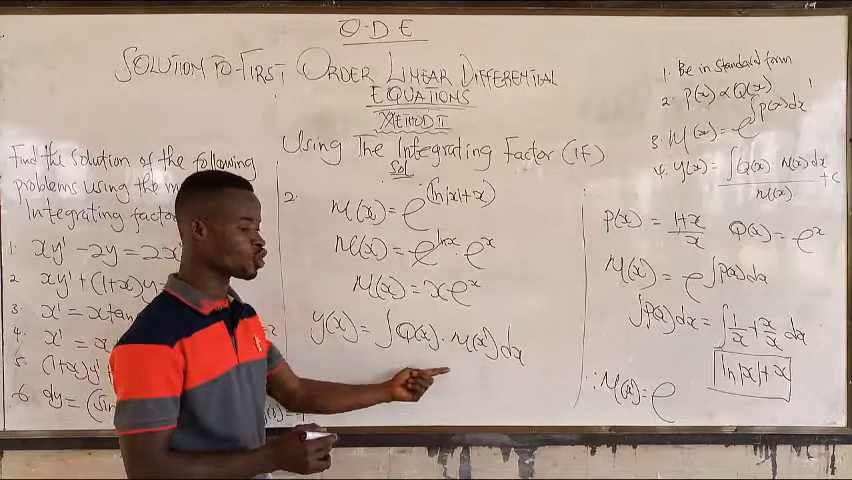 O.D E
SOLUTION TO FIRST ORDER LINEAR DIFFERENTIAL
EQUATIONS
METHOD II
Using The Integrating Factor (IF)
Sol
Find the solution of the following
problems using the
Integrating factor
1. xy' - 2y = 2x
2 xy' + (1+x)y
3. x' = x tan
4. x' = x
5. (1+x)y'
6. dy = (sin
2.
M(x) = e^(ln|x|+x)
M(x) = e^lnx · e^x
M(x) = xe^x
y(x) = ∫Q(x) · M(x) dx
1. Be in Standard form
2. P(x) & Q(x)
3. M(x) = e^∫p(x)dx
4. y(x) = ∫Q(x) M(x) dx + c
M(x)
P(x) = 1+x/x Q(x) = e^x
M(x) = e^∫P(x)dx
∫P(x)dx = ∫1/x + x/x dx
ln|x| + x
∴ M(x) = e